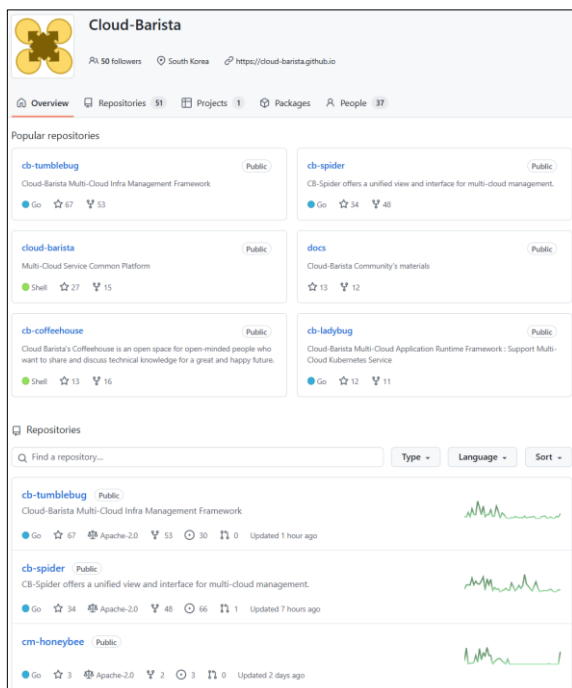 Cloud-Barista
50 followers South Korea https://cloud-barista.github.io
Overview Repositories 51 Projects 1 Packages People 37
Popular repositories
cb-tumblebug Public
Cloud-Barista Multi-Cloud Infra Management Framework
Go 67 53
cb-spider Public
CB-Spider offers a unified view and interface for multi-cloud management.
Go 34 48
cloud-barista Public
Multi-Cloud Service Common Platform
Shell 27 15
docs Public
Cloud-Barista Community's materials
13 12
cb-coffeehouse Public
Cloud Barista's Coffeehouse is an open space for open-minded people who
want to share and discuss technical knowledge for a great and happy future.
Shell 13 16
cb-ladybug Public
Cloud-Barista Multi-Cloud Application Runtime Framework : Support Multi-
Cloud Kubernetes Service
Go 12 11
Repositories
Find a repository... Type Language Sort
cb-tumblebug Public
Cloud-Barista Multi-Cloud Infra Management Framework
Go 67 Apache-2.0 53 30 0 Updated 1 hour ago
cb-spider Public
CB-Spider offers a unified view and interface for multi-cloud management.
Go 34 Apache-2.0 48 66 1 Updated 7 hours ago
cm-honeybee Public
Go 3 Apache-2.0 2 3 0 Updated 2 days ago